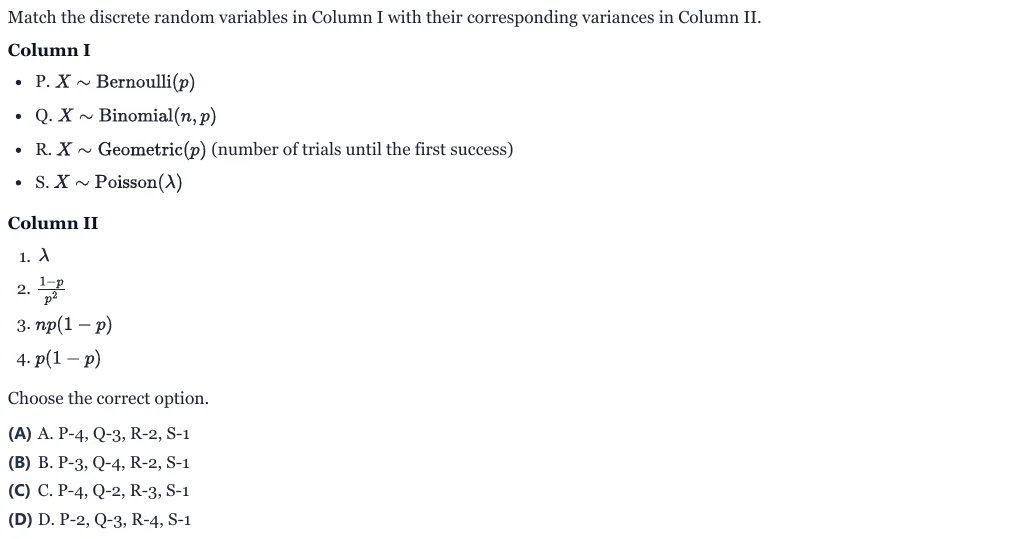 Match the discrete random variables in Column I with their corresponding variances in Column II.
Column I
• P. X ∼ Bernoulli(p)
• Q. X ∼ Binomial(n, p)
• R. X ∼ Geometric(p) (number of trials until the first success)
• S. X ∼ Poisson(λ)
Column II
1. λ
2. \frac{1-p}{p^2}
3. np(1 − p)
4. p(1 − p)
Choose the correct option.
(A) A. P-4, Q-3, R-2, S-1
(B) B. P-3, Q-4, R-2, S-1
(C) C. P-4, Q-2, R-3, S-1
(D) D. P-2, Q-3, R-4, S-1